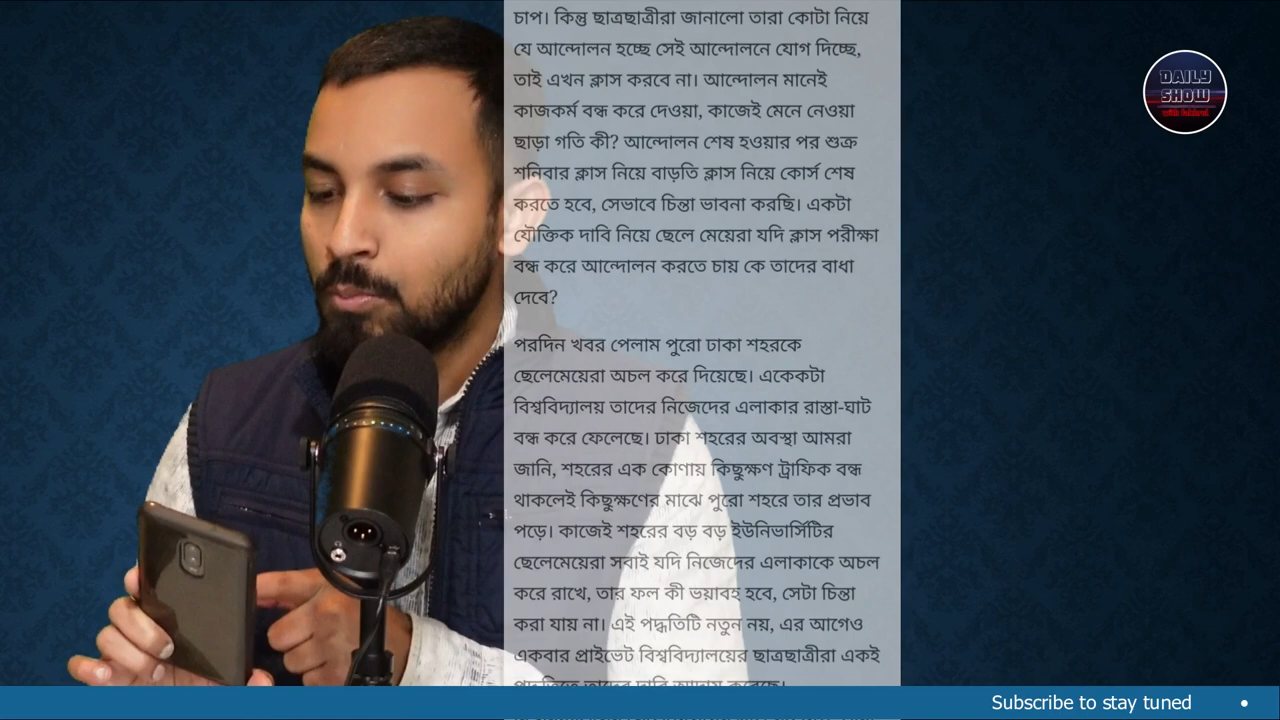 চাপ। কিন্তু ছাত্রছাত্রীরা জানালো তারা কোটা নিয়ে
যে আন্দোলন হচ্ছে সেই আন্দোলনে যোগ দিচ্ছে,
তাই এখন ক্লাস করবে না। আন্দোলন মানেই
কাজকর্ম বন্ধ করে দেওয়া, কাজেই মেনে নেওয়া
ছাড়া গতি কী? আন্দোলন শেষ হওয়ার পর শুক্র
শনিবার ক্লাস নিয়ে বাড়তি ক্লাস নিয়ে কোর্স শেষ
করতে হবে, সেভাবে চিন্তা ভাবনা করছি। একটা
যৌক্তিক দাবি নিয়ে ছেলে মেয়েরা যদি ক্লাস পরীক্ষা
বন্ধ করে আন্দোলন করতে চায় কে তাদের বাধা
দেবে?
পরদিন খবর পেলাম পুরো ঢাকা শহরকে
ছেলেমেয়েরা অচল করে দিয়েছে। একেকটা
বিশ্ববিদ্যালয় তাদের নিজেদের এলাকার রাস্তা-ঘাট
বন্ধ করে ফেলেছে। ঢাকা শহরের অবস্থা আমরা
জানি, শহরের এক কোণায় কিছুক্ষণ ট্রাফিক বন্ধ
থাকলেই কিছুক্ষণের মাঝে পুরো শহরে তার প্রভাব
পড়ে। কাজেই শহরের বড় বড় ইউনিভার্সিটির
ছেলেমেয়েরা সবাই যদি নিজেদের এলাকাকে অচল
করে রাখে, তার ফল কী ভয়াবহ হবে, সেটা চিন্তা
করা যায় না। এই পদ্ধতিটি নতুন নয়, এর আগেও
একবার প্রাইভেট বিশ্ববিদ্যালয়ের ছাত্রছাত্রীরা একই
পদ্ধতিতে তাদের দাবি আদায় করেছে।
DAILY
SHOW
Subscribe to stay tuned